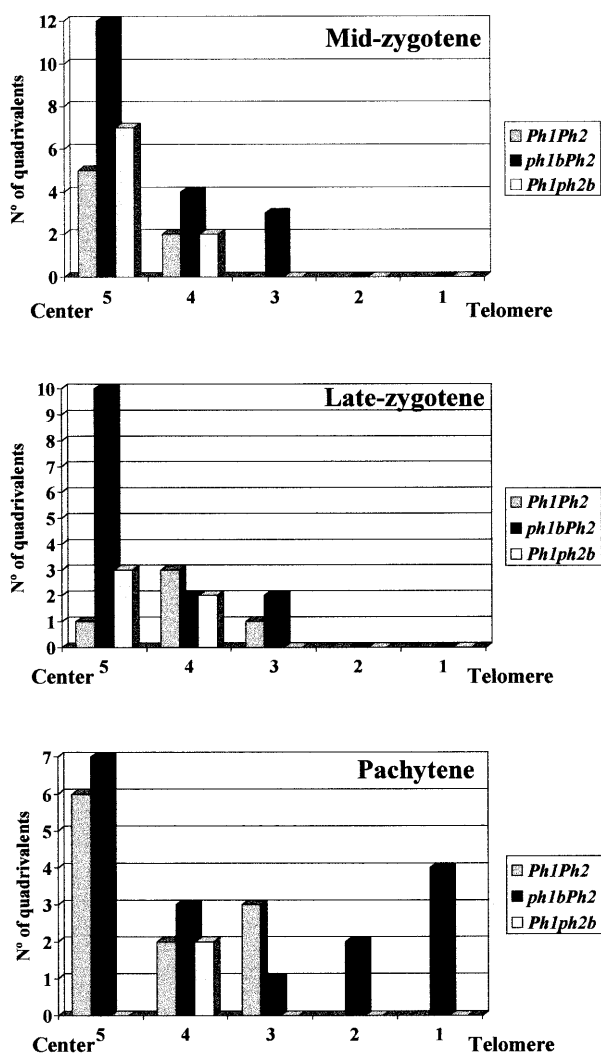 Mid-zygotene
Nº of quadrivalents
12
10
8
6
4
2
0
5
4
3
2
1
Center
Telomere
Ph1Ph2
ph1bPh2
Ph1ph2b
Late-zygotene
Nº of quadrivalents
10
9
8
7
6
5
4
3
2
1
0
5
4
3
2
1
Center
Telomere
Ph1Ph2
ph1bPh2
Ph1ph2b
Pachytene
Nº of quadrivalents
7
6
5
4
3
2
1
0
5
4
3
2
1
Center
Telomere
Ph1Ph2
ph1bPh2
Ph1ph2b